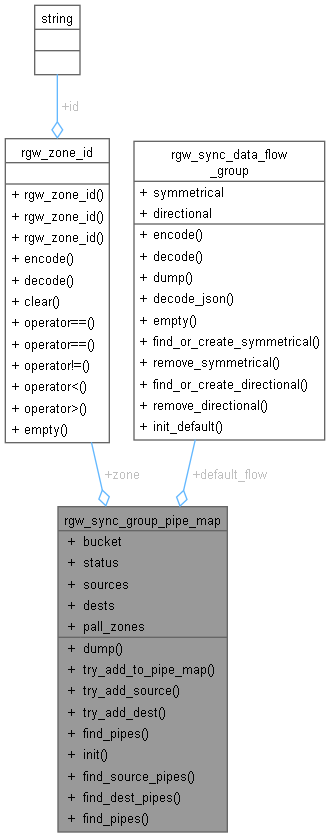 string
+id
rgw_zone_id
+ rgw_zone_id()
+ rgw_zone_id()
+ rgw_zone_id()
+ encode()
+ decode()
+ clear()
+ operator==()
+ operator==()
+ operator!=()
+ operator<()
+ operator>()
+ empty()
rgw_sync_data_flow
_group
+ symmetrical
+ directional
+ encode()
+ decode()
+ dump()
+ decode_json()
+ empty()
+ find_or_create_symmetrical()
+ remove_symmetrical()
+ find_or_create_directional()
+ remove_directional()
+ init_default()
+zone
+default_flow
rgw_sync_group_pipe_map
+ bucket
+ status
+ sources
+ dests
+ pall_zones
+ dump()
+ try_add_to_pipe_map()
+ try_add_source()
+ try_add_dest()
+ find_pipes()
+ init()
+ find_source_pipes()
+ find_dest_pipes()
+ find_pipes()